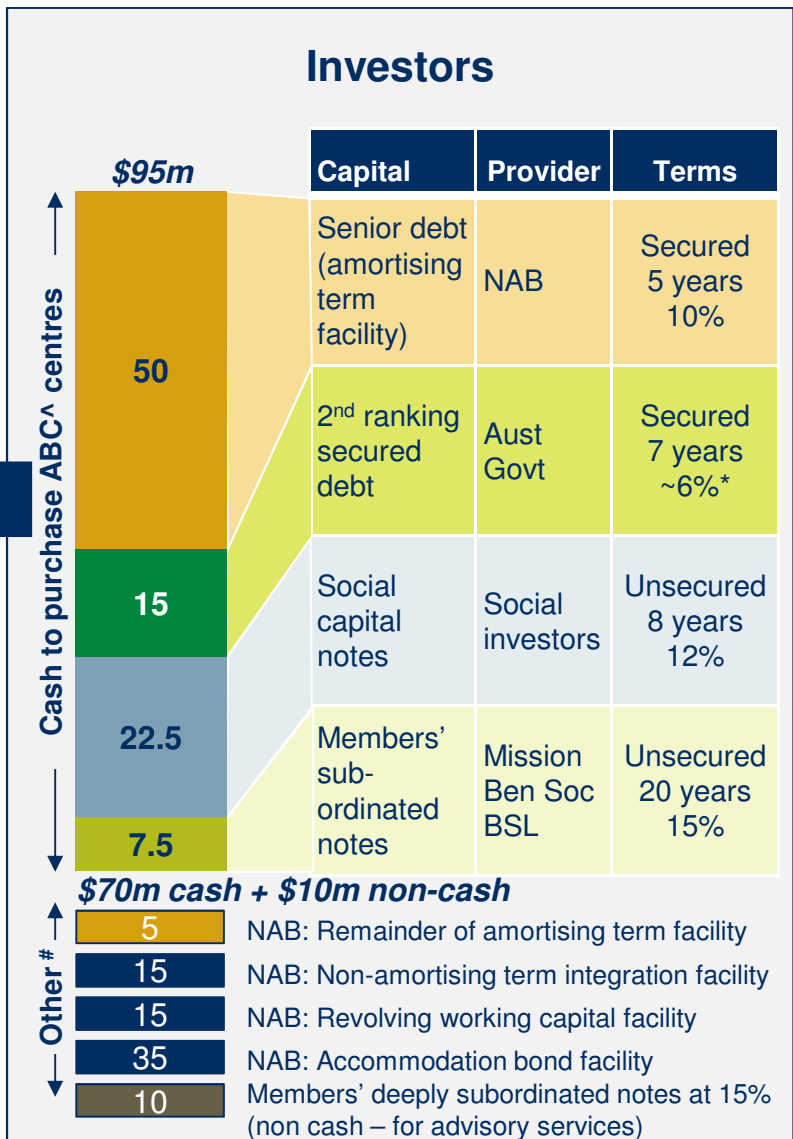 Investors
$95m
Capital Provider Terms
Cash to purchase ABC^ centres
50
Senior debt
(amortising
term
facility)
NAB
Secured
5 years
10%
15
2nd ranking
secured
debt
Aust
Govt
Secured
7 years
~6%*
22.5
Social
capital
notes
Social
investors
Unsecured
8 years
12%
7.5
Members'
sub-
ordinated
notes
Mission
Ben Soc
BSL
Unsecured
20 years
15%
$70m cash + $10m non-cash
Other #
5 NAB: Remainder of amortising term facility
15 NAB: Non-amortising term integration facility
15 NAB: Revolving working capital facility
35 NAB: Accommodation bond facility
10 Members' deeply subordinated notes at 15%
(non cash – for advisory services)